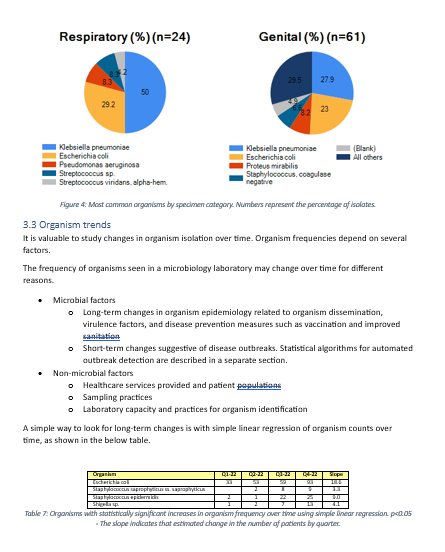 Respiratory (%) (n=24)
Genital (%) (n=61)
50
29.2
8.3
8.3
4.2
27.9
23
8.2
6.6
4.9
29.5
Klebsiella pneumoniae
Escherichia coli
Pseudomonas aeruginosa
Streptococcus sp.
Streptococcus viridans, alpha-hem.
Klebsiella pneumoniae
Escherichia coli
Proteus mirabilis
Staphylococcus, coagulase
negative
(Blank)
All others
Figure 4: Most common organisms by specimen category. Numbers represent the percentage of isolates.
3.3 Organism trends
It is valuable to study changes in organism isolation over time. Organism frequencies depend on several
factors.
The frequency of organisms seen in a microbiology laboratory may change over time for different
reasons.
• Microbial factors
o Long-term changes in organism epidemiology related to organism dissemination,
virulence factors, and disease prevention measures such as vaccination and improved
sanitation
o Short-term changes suggestive of disease outbreaks. Statistical algorithms for automated
outbreak detection are described in a separate section.
• Non-microbial factors
o Healthcare services provided and patient populations
o Sampling practices
o Laboratory capacity and practices for organism identification
A simple way to look for long-term changes is with simple linear regression of organism counts over
time, as shown in the below table.
Organism Q1-22 Q2-22 Q3-22 Q4-22 Slope
Escherichia coli 33 53 59 93 18.6
Staphylococcus saprophyticus ss. saprophyticus 2 8 9 3.3
Staphylococcus epidermidis 2 1 22 25 9.0
Shigella sp. 1 2 7 13 4.1
Table 7: Organisms with statistically significant increases in organism frequency over time using simple linear regression. p<0.05
- The slope indicates that estimated change in the number of patients by quarter.